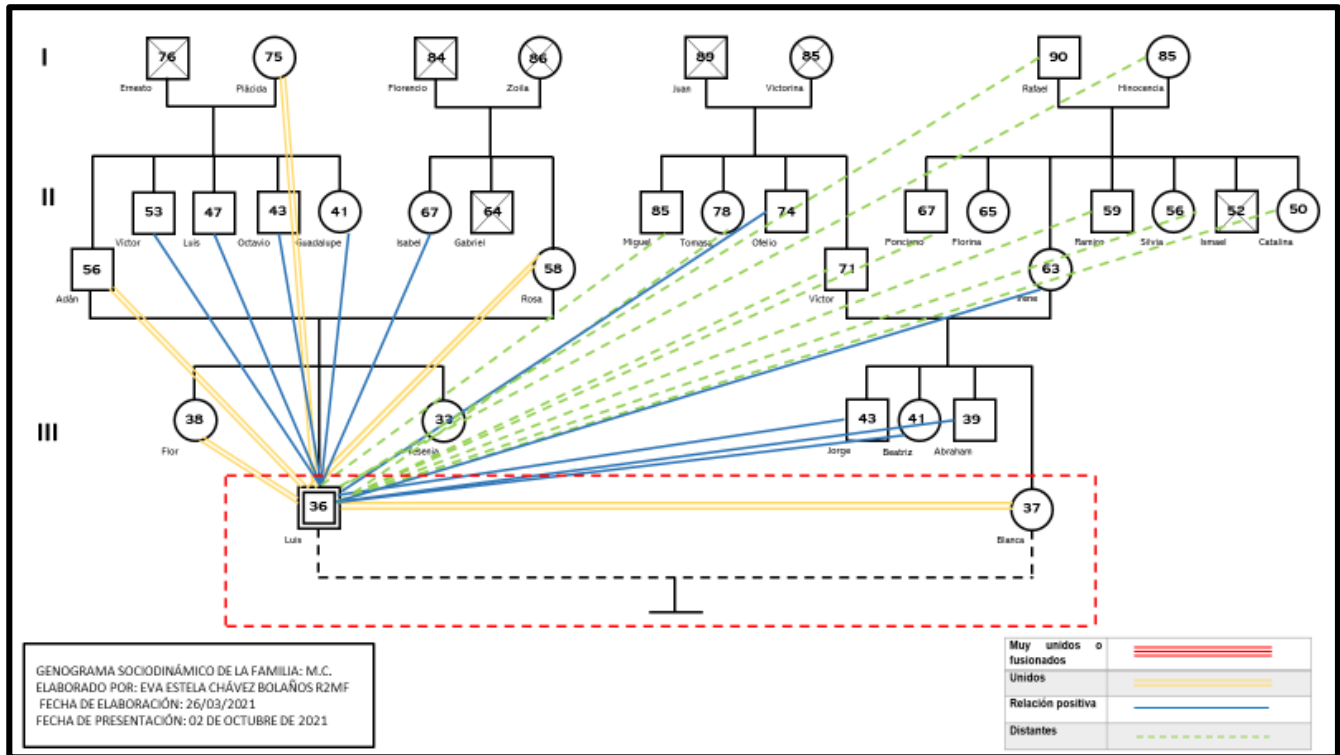 I
76 75 84 86 89 85 90 85
Ernesto Plácida Florencio Zoila Juan Victorina Rafael Hinocencia
II
53 47 43 41 67 64 85 78 74 67 65 59 56 52 50
Víctor Luis Octavio Guadalupe Isabel Gabriel Miguel Tomasa Ofelio Ponciano Florina Ramiro Silvia Ismael Catalina
56 58 71 63
Adán Rosa Víctor Irene
III
38 33 43 41 39
Flor Yesenia Jorge Beatriz Abraham
36 37
Luis Blanca
GENOGRAMA SOCIODINÁMICO DE LA FAMILIA: M.C.
ELABORADO POR: EVA ESTELA CHÁVEZ BOLAÑOS R2MF
FECHA DE ELABORACIÓN: 26/03/2021
FECHA DE PRESENTACIÓN: 02 DE OCTUBRE DE 2021
Muy unidos o
fusionados
Unidos
Relación positiva
Distantes